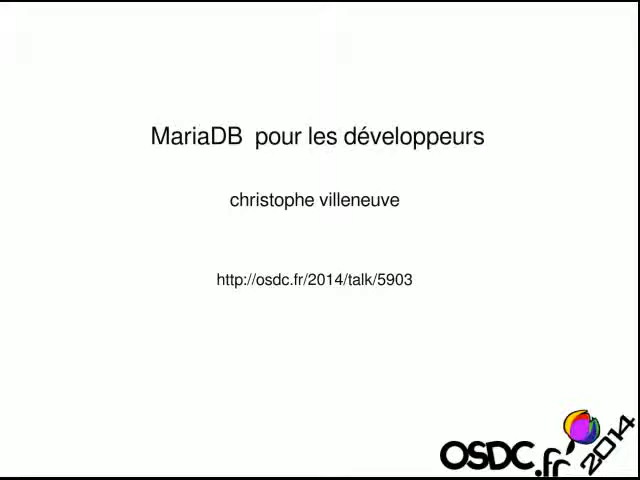 MariaDB pour les développeurs
christophe villeneuve
http://osdc.fr/2014/talk/5903
OSDC.fr 2014